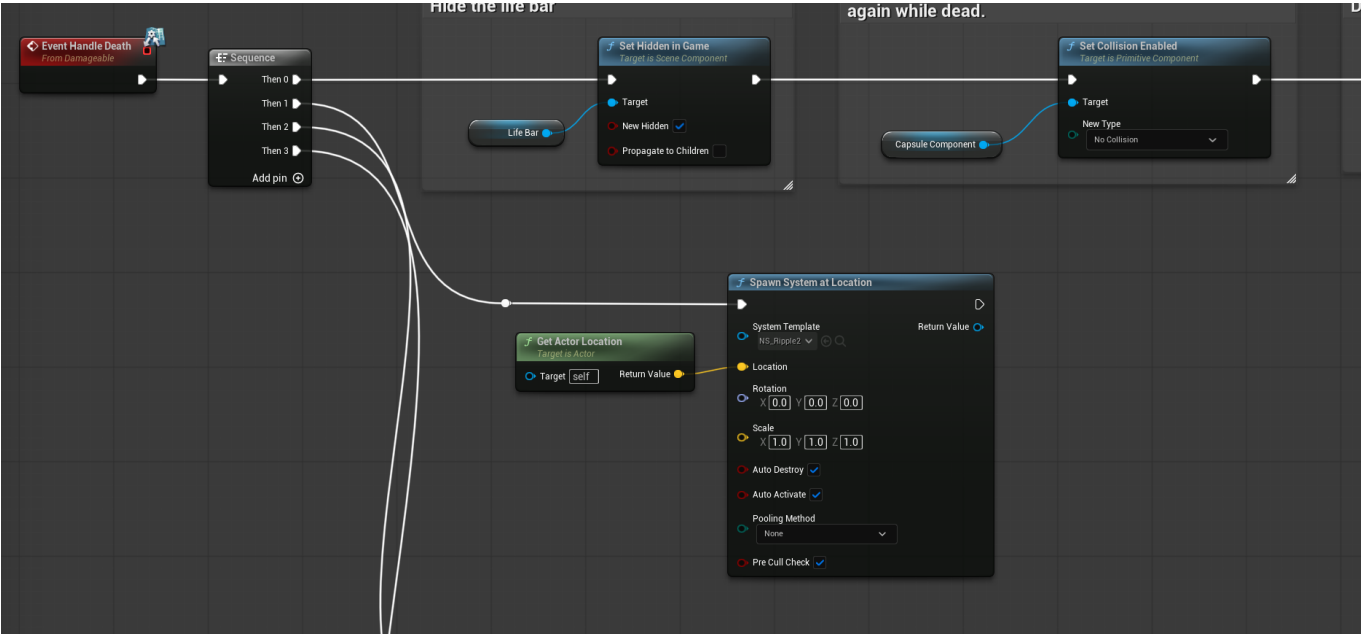 Hide the life bar
again while dead.
D
Event Handle Death
From Damageable
Sequence
Then 0
Then 1
Then 2
Then 3
Add pin
Set Hidden in Game
Target is Scene Component
Target
New Hidden
Propagate to Children
Life Bar
Set Collision Enabled
Target is Primitive Component
Target
New Type
No Collision
Capsule Component
Get Actor Location
Target is Actor
Target self
Return Value
Spawn System at Location
System Template
NS_Ripple2
Return Value
Location
Rotation
X 0.0 Y 0.0 Z 0.0
Scale
X 1.0 Y 1.0 Z 1.0
Auto Destroy
Auto Activate
Pooling Method
None
Pre Cull Check